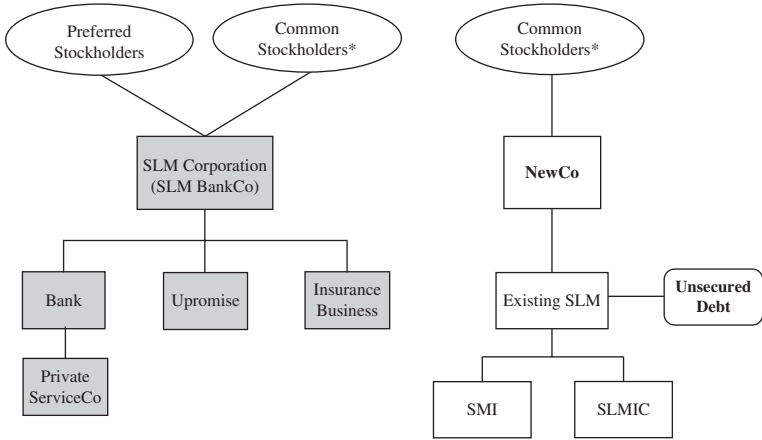 Preferred
Stockholders
Common
Stockholders*
Common
Stockholders*
SLM Corporation
(SLM BankCo)
NewCo
Bank
Upromise
Insurance
Business
Existing SLM
Unsecured
Debt
Private
ServiceCo
SMI
SLMIC